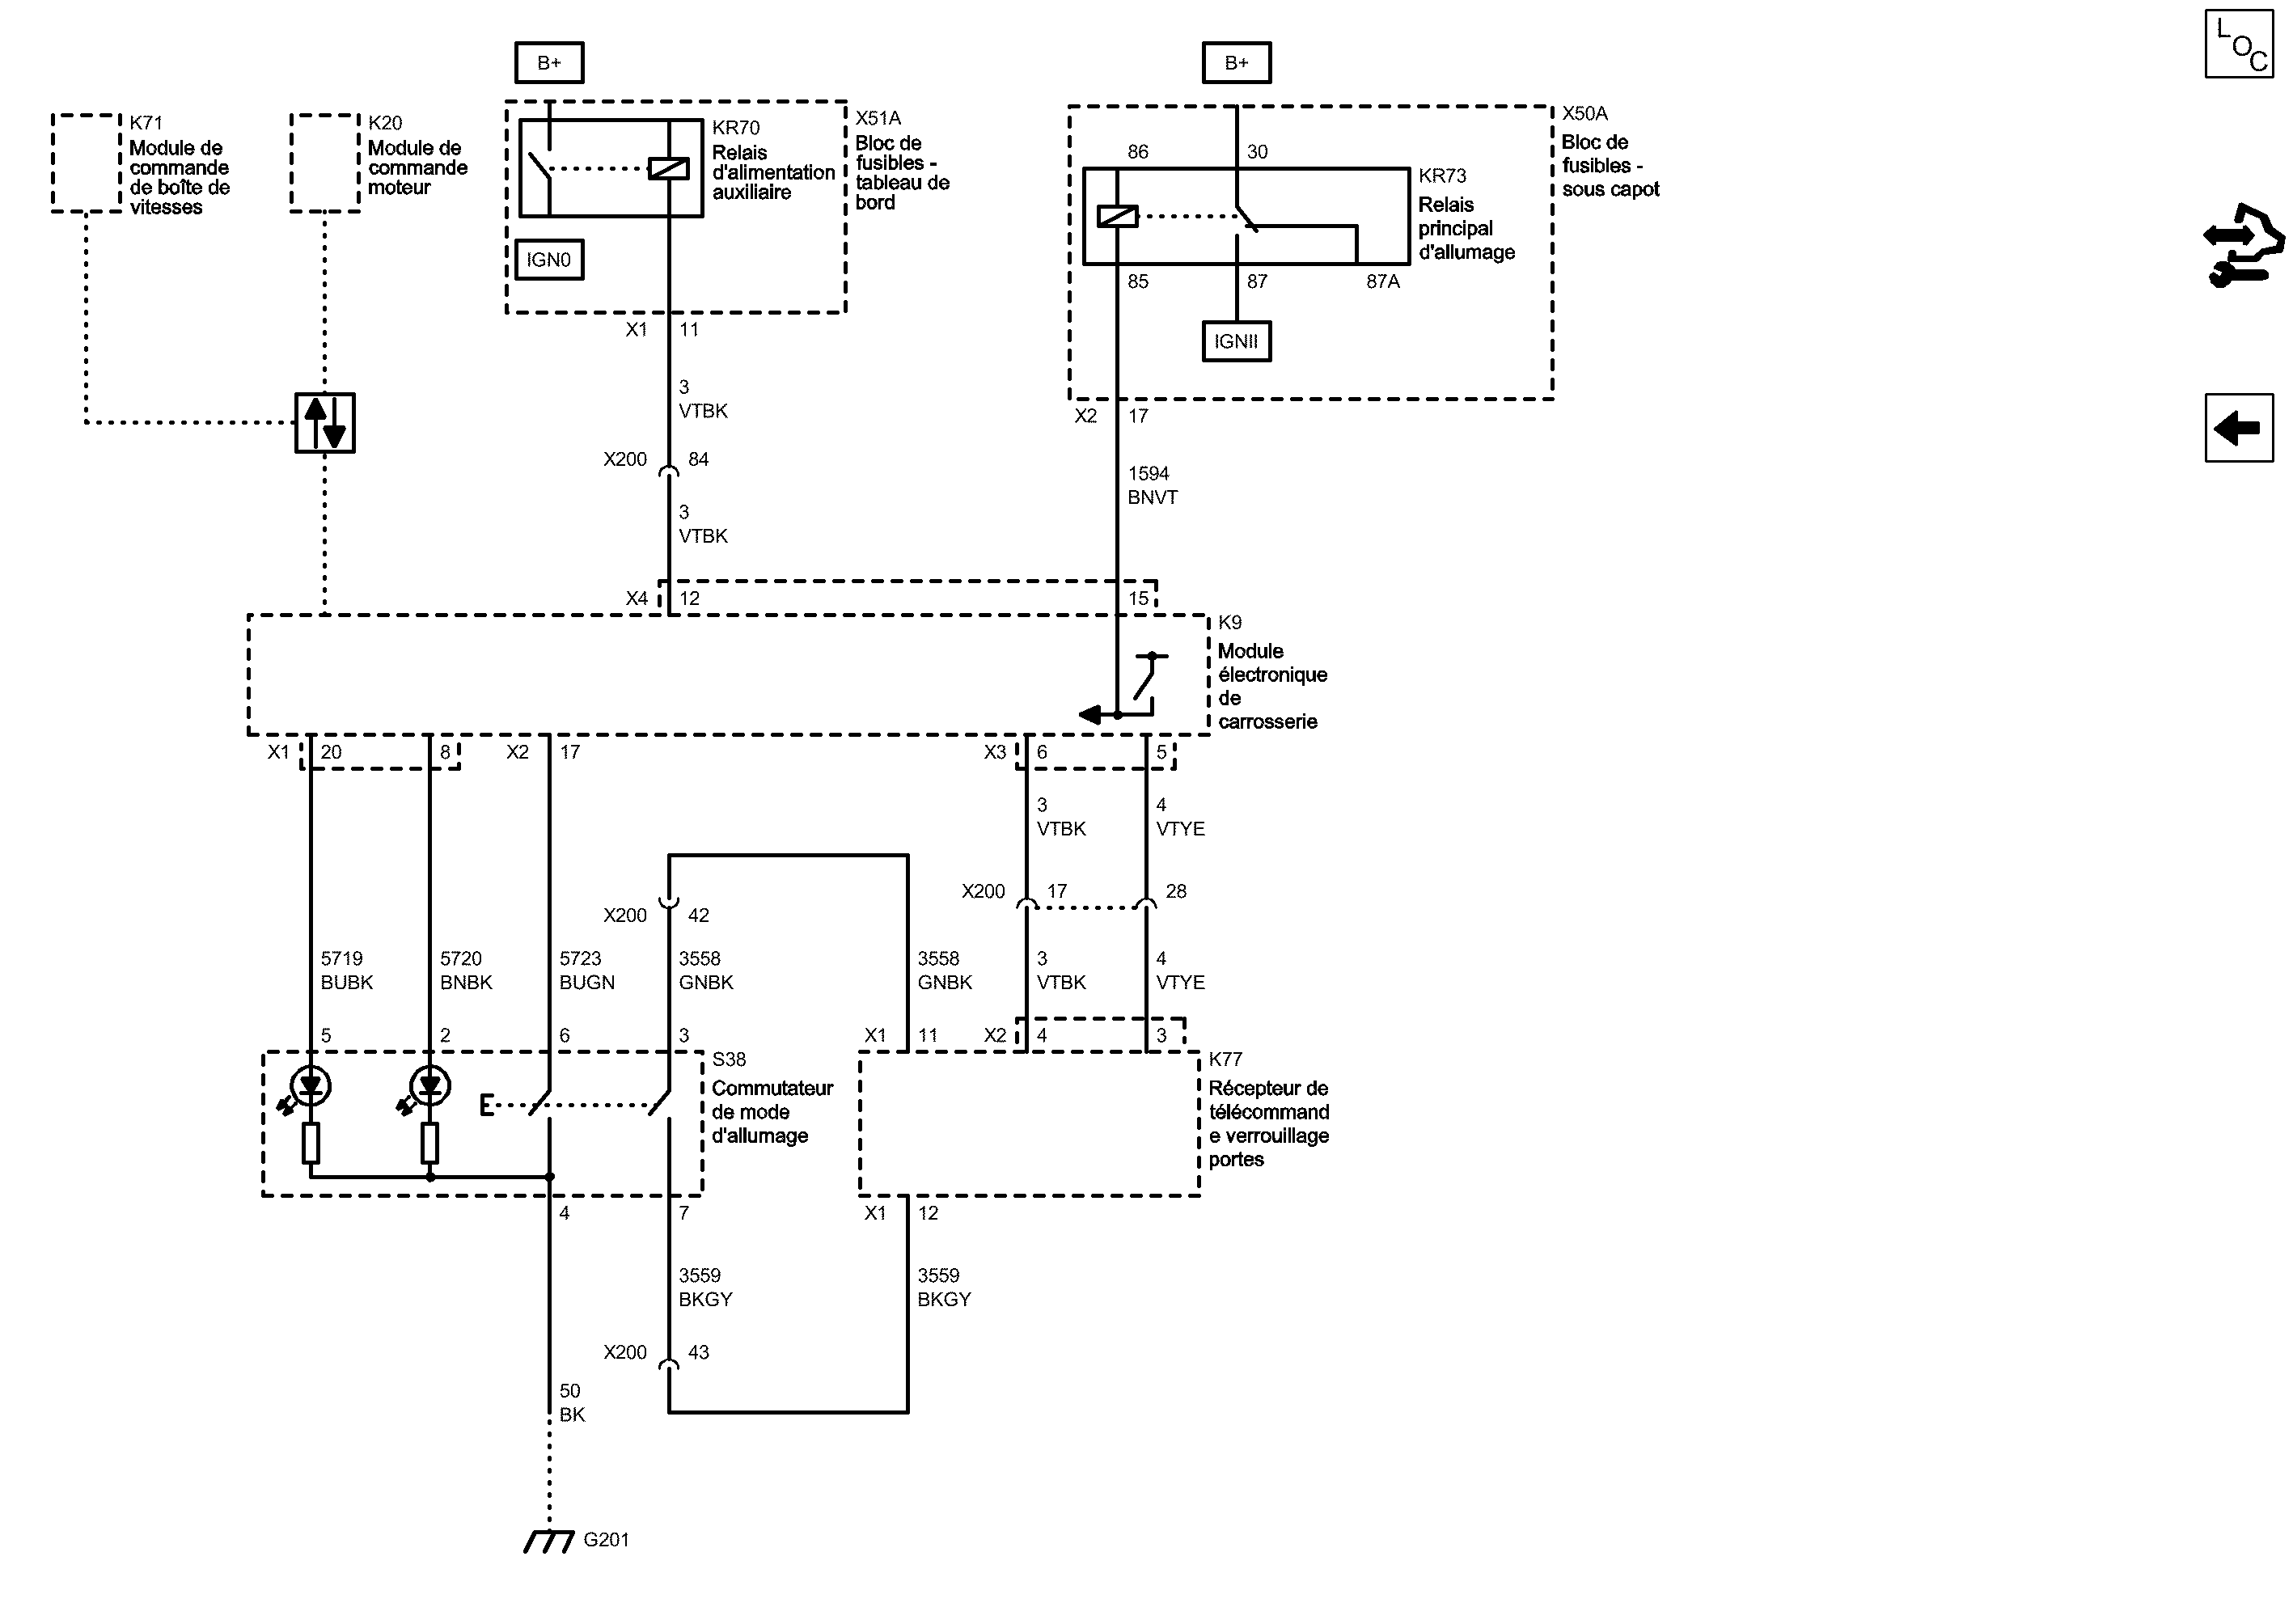 B+
B+
LOC
K71
Module de
commande
de boîte de
vitesses
K20
Module de
commande
moteur
KR70
Relais
d'alimentation
auxiliaire
X51A
Bloc de
fusibles -
tableau de
bord
IGN0
X1 11
X50A
Bloc de
fusibles -
sous capot
86 30
KR73
Relais
principal
d'allumage
85 87 87A
IGNII
X2 17
3
VTBK
X200 84
3
VTBK
1594
BNVT
X4 12 15
K9
Module
électronique
de
carrosserie
X1 20 8 X2 17 X3 6 5
3
VTBK
4
VTYE
X200 17 28
X200 42
5719
BUBK
5720
BNBK
5723
BUGN
3558
GNBK
3558
GNBK
3
VTBK
4
VTYE
5 2 6 3 X1 11 X2 4 3
S38
Commutateur
de mode
d'allumage
E
K77
Récepteur de
télécommand
e verrouillage
portes
4 7 X1 12
3559
BKGY
3559
BKGY
X200 43
50
BK
G201